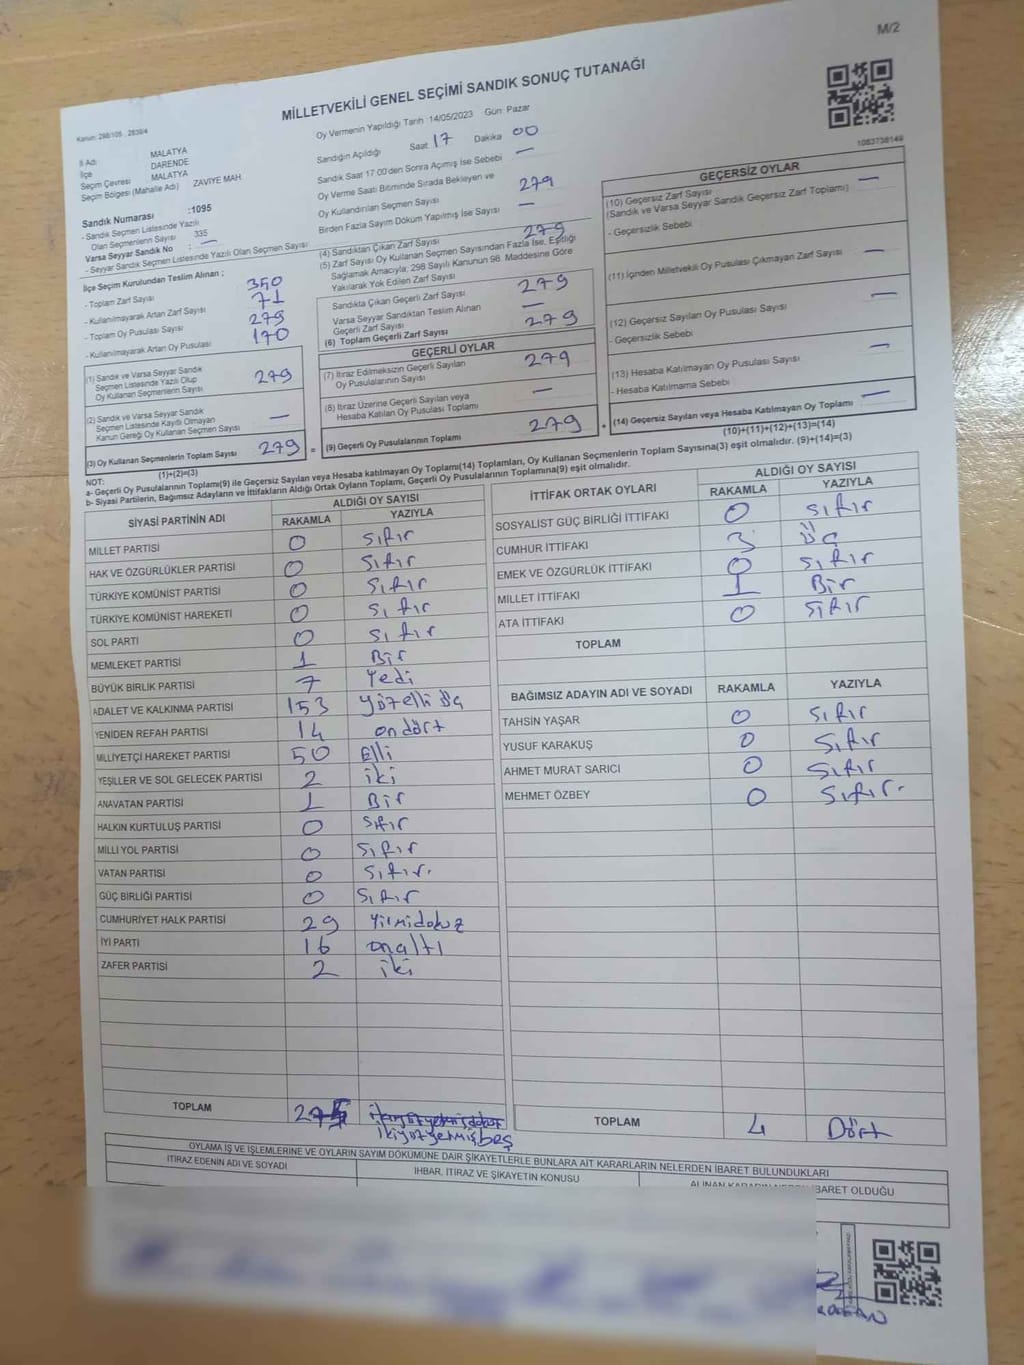 M/2
MİLLETVEKİLİ GENEL SEÇİMİ SANDIK SONUÇ TUTANAĞI
Kanun: 298/105 , 2839/4
Oy Vermenin Yapıldığı Tarih :14/05/2023 Gün: Pazar
1083738149
İl Adı MALATYA
İlçe DARENDE
Seçim Çevresi MALATYA
Seçim Bölgesi (Mahalle Adı) ZAVİYE MAH.
Sandık Numarası :1095
- Sandık Seçmen Listesinde Yazılı
Olan Seçmenlerin Sayısı 335
Varsa Seyyar Sandık No : —
- Seyyar Sandık Seçmen Listesinde Yazılı Olan Seçmen Sayısı
İlçe Seçim Kurulundan Teslim Alınan ;
- Toplam Zarf Sayısı 350
- Kullanılmayarak Artan Zarf Sayısı 71
- Toplam Oy Pusulası Sayısı 279
- Kullanılmayarak Artan Oy Pusulası 170
(1) Sandık ve Varsa Seyyar Sandık
Seçmen Listesinde Yazılı Olup
Oy Kullanan Seçmenlerin Sayısı 279
(2) Sandık ve Varsa Seyyar Sandık
Seçmen Listesinde Kayıtlı Olmayan
Kanun Gereği Oy Kullanan Seçmen Sayısı —
(3) Oy Kullanan Seçmenlerin Toplam Sayısı 279
(1)+(2)=(3)
Sandığın Açıldığı Saat 17 Dakika 00
Sandık Saat 17:00'den Sonra Açımış İse Sebebi —
Oy Verme Saati Bitiminde Sırada Bekleyen ve
Oy Kullandırılan Seçmen Sayısı 279
Birden Fazla Sayım Döküm Yapılmış İse Sayısı —
(4) Sandıktan Çıkan Zarf Sayısı 279
(5) Zarf Sayısı Oy Kullanan Seçmen Sayısından Fazla İse, Eşitliği
Sağlamak Amacıyla, 298 Sayılı Kanunun 98. Maddesine Göre
Yakılarak Yok Edilen Zarf Sayısı
Sandıkta Çıkan Geçerli Zarf Sayısı 279
Varsa Seyyar Sandıktan Teslim Alınan
Geçerli Zarf Sayısı —
(6) Toplam Geçerli Zarf Sayısı 279
GEÇERLİ OYLAR
(7) İtiraz Edilmeksizin Geçerli Sayılan
Oy Pusulalarının Sayısı 279
(8) İtiraz Üzerine Geçerli Sayılan veya
Hesaba Katılan Oy Pusulası Toplamı —
= (9) Geçerli Oy Pusulalarının Toplamı 279 +
GEÇERSİZ OYLAR
(10) Geçersiz Zarf Sayısı —
(Sandık ve Varsa Seyyar Sandık Geçersiz Zarf Toplamı)
- Geçersizlik Sebebi
(11) İçinden Milletvekili Oy Pusulası Çıkmayan Zarf Sayısı —
(12) Geçersiz Sayılan Oy Pusulası Sayısı —
- Geçersizlik Sebebi
(13) Hesaba Katılmayan Oy Pusulası Sayısı —
- Hesaba Katılmama Sebebi
(14) Geçersiz Sayılan veya Hesaba Katılmayan Oy Toplamı —
(10)+(11)+(12)+(13)=(14)
NOT:
a- Geçerli Oy Pusulalarının Toplamı(9) ile Geçersiz Sayılan veya Hesaba katılmayan Oy Toplamı(14) Toplamları, Oy Kullanan Seçmenlerin Toplam Sayısına(3) eşit olmalıdır. (9)+(14)=(3)
b- Siyasi Partilerin, Bağımsız Adayların ve İttifakların Aldığı Ortak Oyların Toplamı, Geçerli Oy Pusulalarının Toplamına(9) eşit olmalıdır.
SİYASİ PARTİNİN ADI ALDIĞI OY SAYISI
RAKAMLA YAZIYLA
MİLLET PARTİSİ 0 sıfır
HAK VE ÖZGÜRLÜKLER PARTİSİ 0 sıfır
TÜRKİYE KOMÜNİST PARTİSİ 0 sıfır
TÜRKİYE KOMÜNİST HAREKETİ 0 sıfır
SOL PARTİ 0 sıfır
MEMLEKET PARTİSİ 1 Bir
BÜYÜK BİRLİK PARTİSİ 7 Yedi
ADALET VE KALKINMA PARTİSİ 153 yüzelli üç
YENİDEN REFAH PARTİSİ 14 on dört
MİLLİYETÇİ HAREKET PARTİSİ 50 Elli
YEŞİLLER VE SOL GELECEK PARTİSİ 2 iki
ANAVATAN PARTİSİ 1 Bir
HALKIN KURTULUŞ PARTİSİ 0 sıfır
MİLLİ YOL PARTİSİ 0 sıfır
VATAN PARTİSİ 0 sıfır.
GÜÇ BİRLİĞİ PARTİSİ 0 sıfır
CUMHURİYET HALK PARTİSİ 29 Yirmidokuz
İYİ PARTİ 16 onaltı
ZAFER PARTİSİ 2 iki
TOPLAM 275 ikiyüzyetmişbeş
İTTİFAK ORTAK OYLARI ALDIĞI OY SAYISI
RAKAMLA YAZIYLA
SOSYALİST GÜÇ BİRLİĞİ İTTİFAKI 0 sıfır
CUMHUR İTTİFAKI 3 üç
EMEK VE ÖZGÜRLÜK İTTİFAKI 0 sıfır
MİLLET İTTİFAKI 1 Bir
ATA İTTİFAKI 0 sıfır
TOPLAM
BAĞIMSIZ ADAYIN ADI VE SOYADI RAKAMLA YAZIYLA
TAHSİN YAŞAR 0 sıfır
YUSUF KARAKUŞ 0 sıfır
AHMET MURAT SARICI 0 sıfır
MEHMET ÖZBEY 0 sıfır.
TOPLAM 4 Dört
OYLAMA İŞ VE İŞLEMLERİNE VE OYLARIN SAYIM DÖKÜMÜNE DAİR ŞİKAYETLERLE BUNLARA AİT KARARLARIN NELERDEN İBARET BULUNDUKLARI
İTİRAZ EDENİN ADI VE SOYADI İHBAR, İTİRAZ VE ŞİKAYETİN KONUSU ALINAN KARARIN NEDEN İBARET OLDUĞU